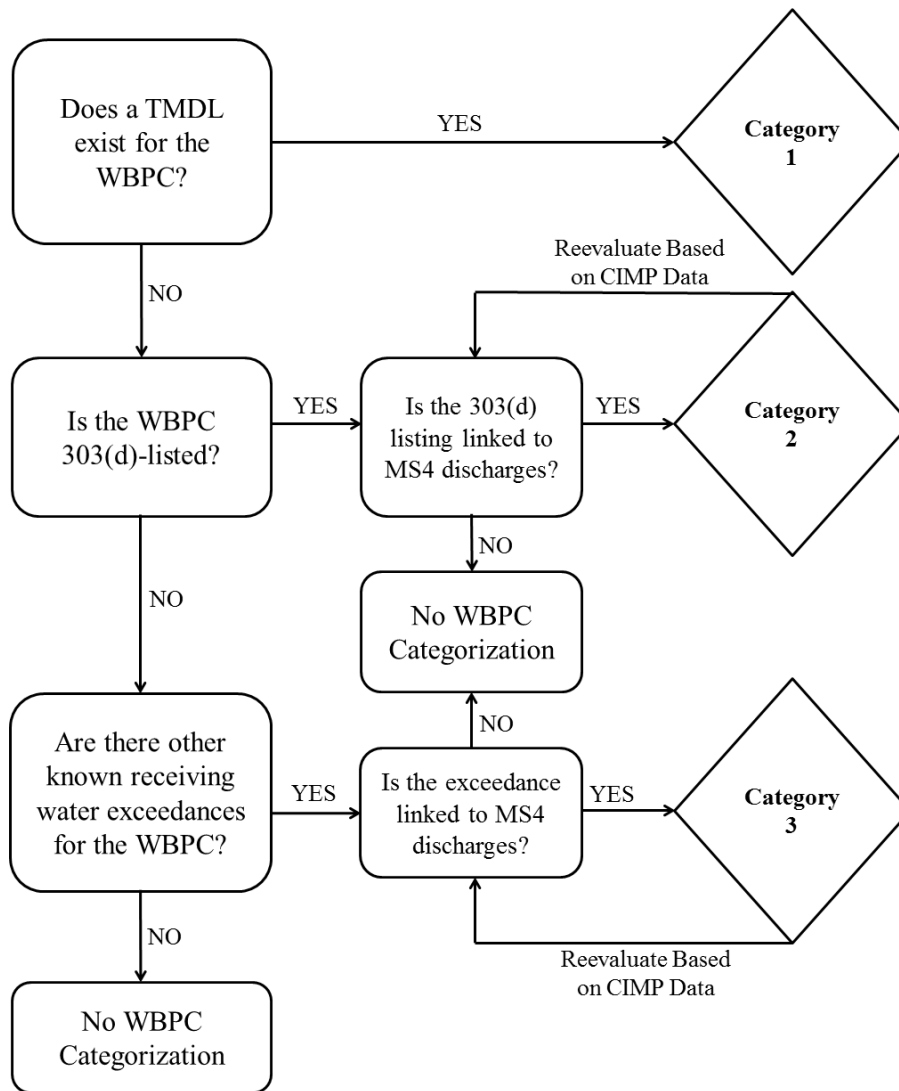 Does a TMDL
exist for the
WBPC?
YES
Category
1
NO
Reevaluate Based
on CIMP Data
Is the WBPC
303(d)-listed?
YES
Is the 303(d)
listing linked to
MS4 discharges?
YES
Category
2
NO
NO
No WBPC
Categorization
NO
Are there other
known receiving
water exceedances
for the WBPC?
YES
Is the exceedance
linked to MS4
discharges?
YES
Category
3
NO
Reevaluate Based
on CIMP Data
No WBPC
Categorization